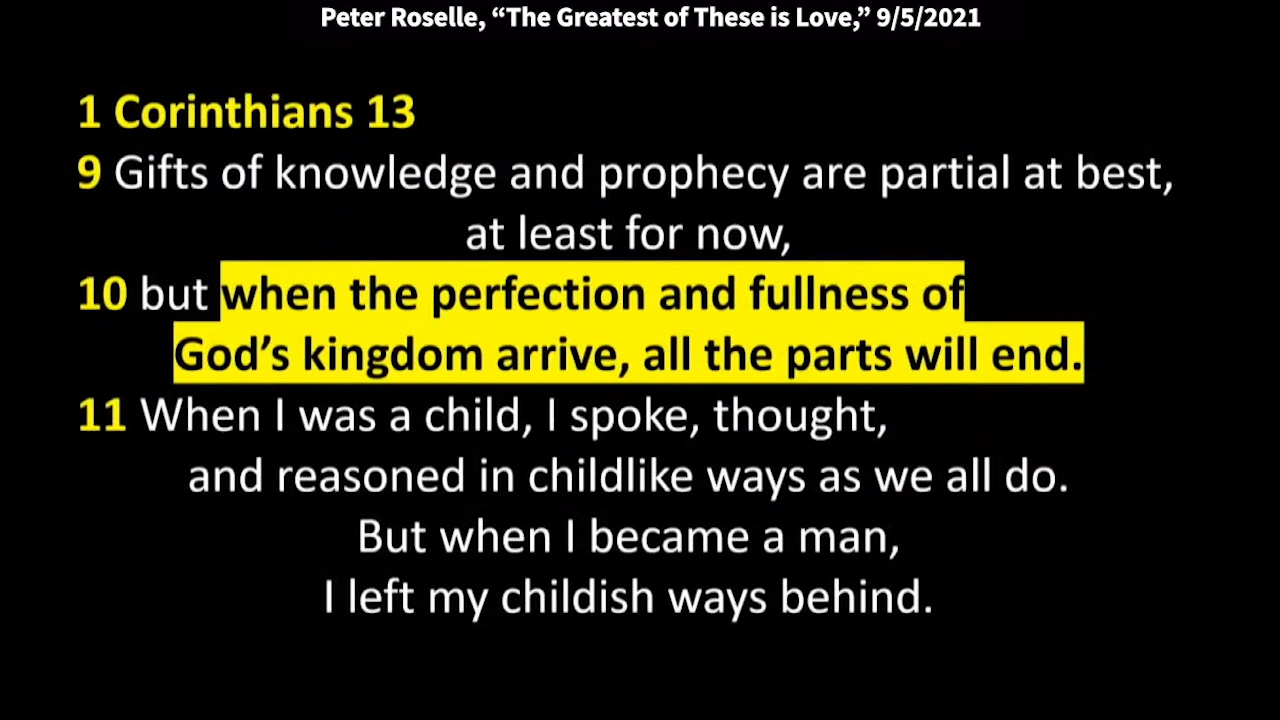 Peter Roselle, “The Greatest of These is Love,” 9/5/2021
1 Corinthians 13
9 Gifts of knowledge and prophecy are partial at best,
at least for now,
10 but when the perfection and fullness of
God’s kingdom arrive, all the parts will end.
11 When I was a child, I spoke, thought,
and reasoned in childlike ways as we all do.
But when I became a man,
I left my childish ways behind.